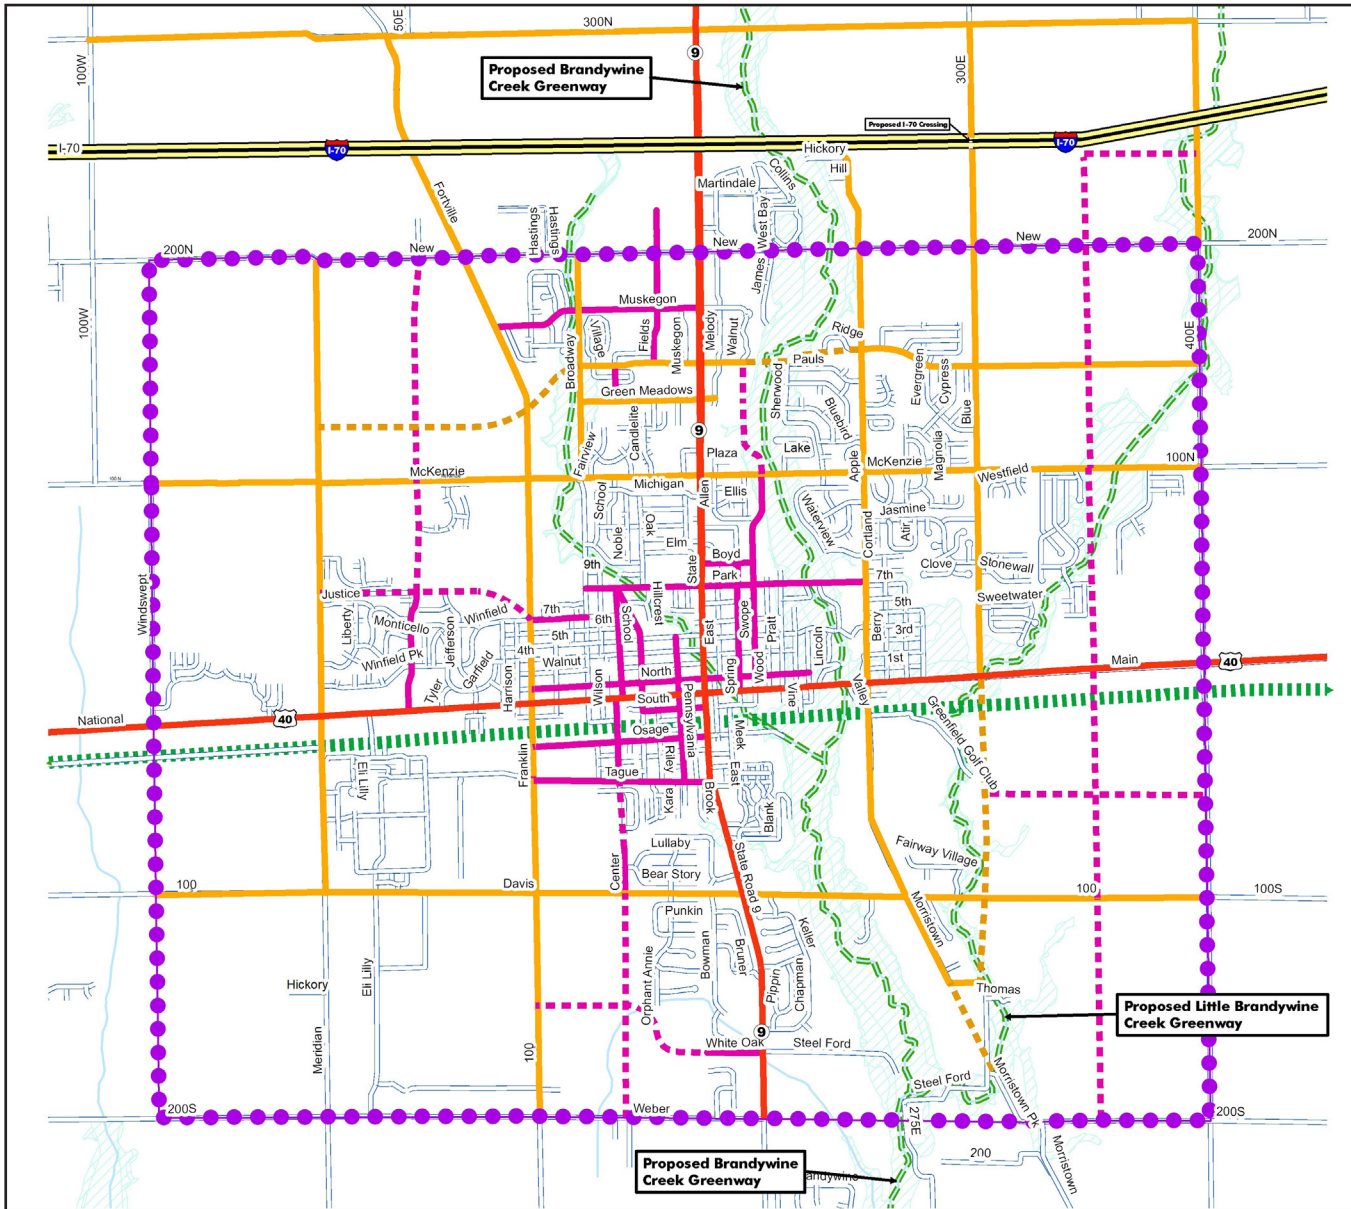 50E
300N
100W
9
300E
Proposed Brandywine
Creek Greenway
Proposed I-70 Crossing
I-70
I-70
I-70
Hickory
Hill
Collins
Martindale
400E
Fortville
Hastings
Hastings
West Bay
James
200N
New
New
New
200N
100W
Muskegon
Village
Fields
Muskegon
Melody
Walnut
Ridge
400E
Broadway
Pauls
Evergreen
Cypress
Green Meadows
Sherwood
Blue
Candlelite
Bluebird
9
Fairview
Plaza
Lake
Apple
McKenzie
Magnolia
Westfield
100N
McKenzie
100 N
Michigan
Allen
Ellis
School
Waterview
Oak
Jasmine
Noble
Elm
Cortland
Atir
Boyd
Clove
Stonewall
9th
State
Park
7th
Windswept
Justice
Hillcrest
Sweetwater
Liberty
Monticello
Winfield
7th
6th
School
Swope
5th
Jefferson
5th
East
Pratt
Berry
3rd
Winfield Pk
4th
Walnut
Lincoln
1st
Garfield
North
Spring
Wood
Main
40
Tyler
Harrison
Wilson
South
Pennsylvania
Vine
Valley
National
40
Osage
Meek
Greenfield Golf Club
Eli Lilly
Franklin
Tague
Riley
East
Kara
Brook
Blank
Lullaby
State Road 9
Fairway Village
Center
Bear Story
100
Davis
100
100S
Punkin
Morristown
Keller
Bowman
Bruner
Orphant Annie
Pippin
Chapman
Hickory
Eli Lilly
Thomas
Proposed Little Brandywine
Creek Greenway
Meridian
100
9
White Oak
Steel Ford
Steel Ford
Morristown Pk
200S
Weber
275E
200S
200
Morristown
Proposed Brandywine
Creek Greenway
andywine